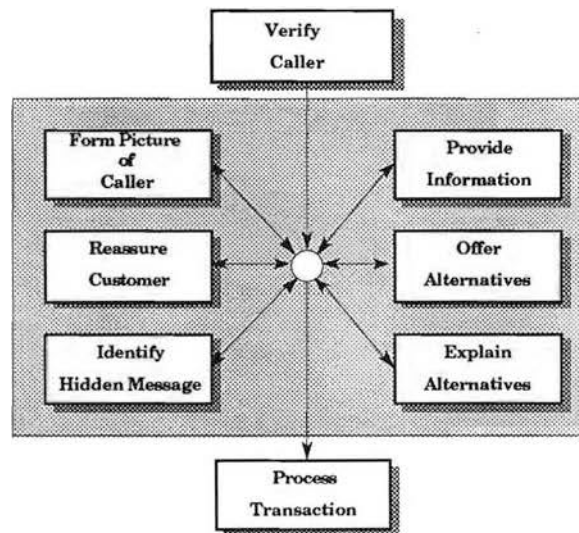 Verify
Caller
Form Picture
of
Caller
Provide
Information
Reassure
Customer
Offer
Alternatives
Identify
Hidden Message
Explain
Alternatives
Process
Transaction